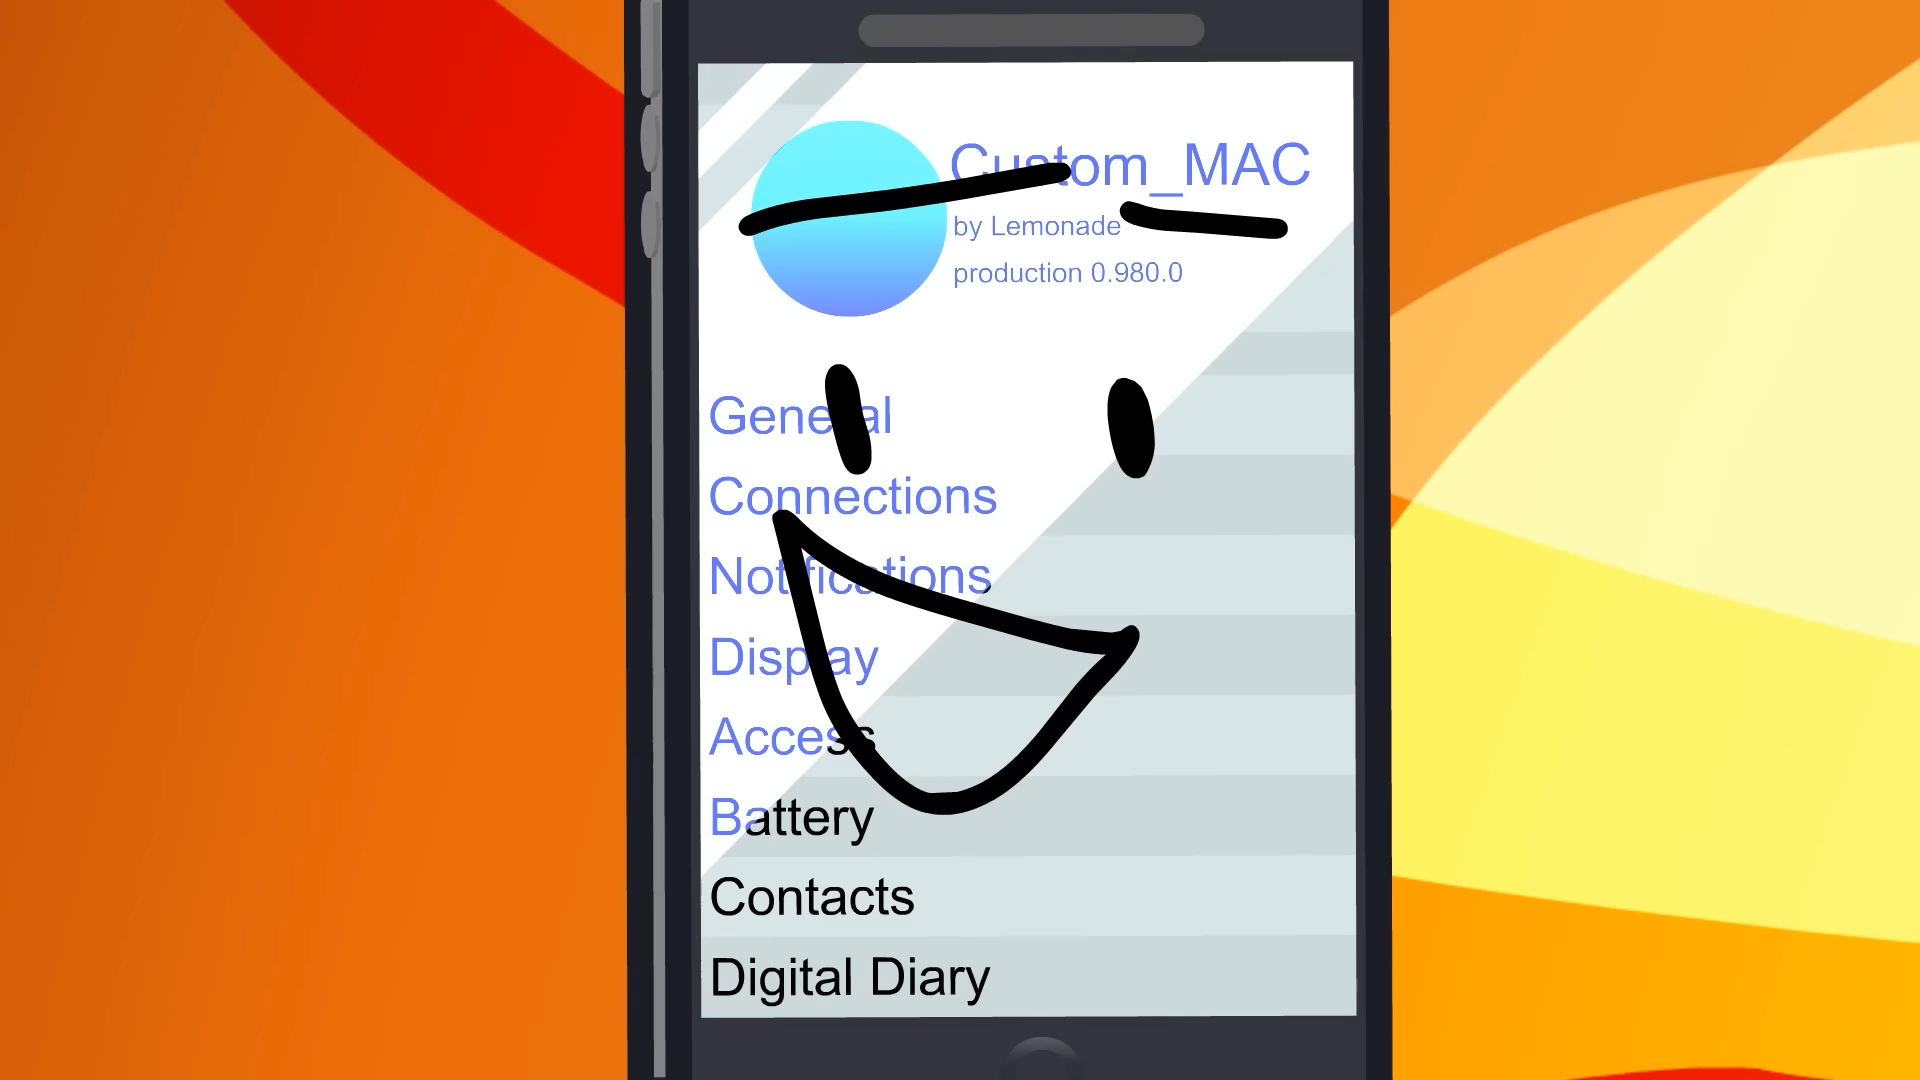 Custom_MAC
by Lemonade
production 0.980.0
General
Connections
Notifications
Display
Access
Battery
Contacts
Digital Diary